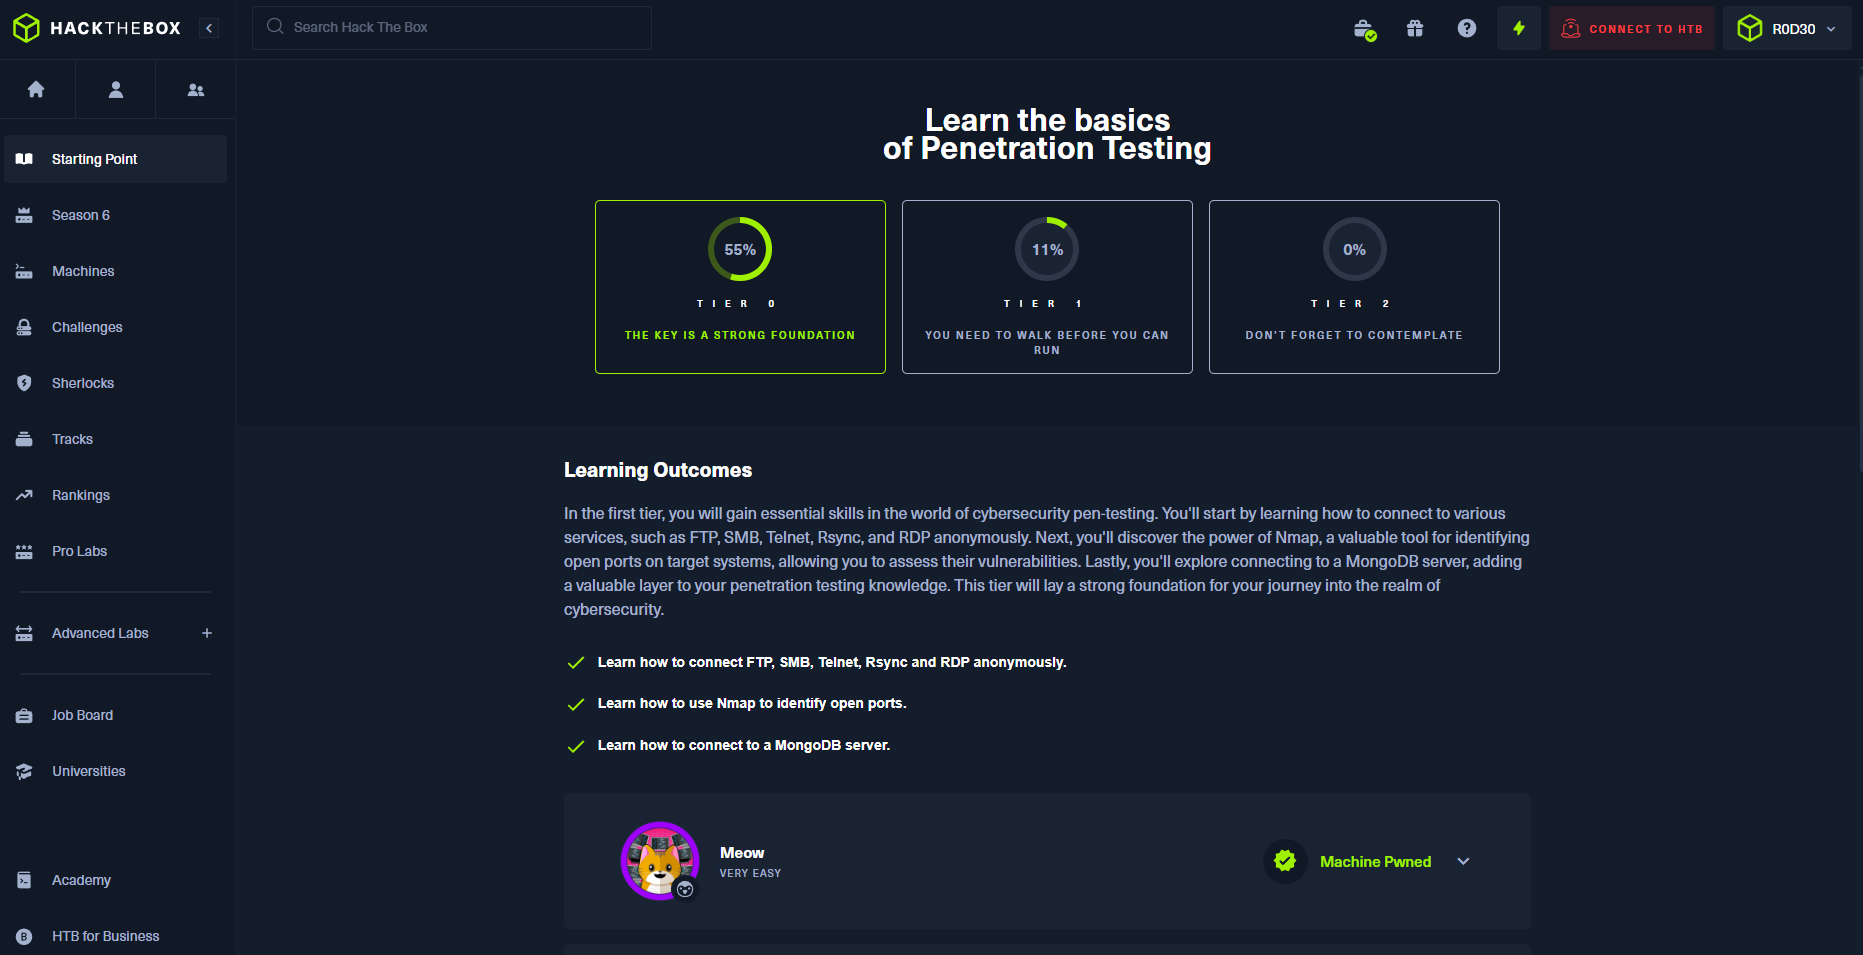 HACKTHEBOX
Search Hack The Box
CONNECT TO HTB
R0D30
Starting Point
Season 6
Machines
Challenges
Sherlocks
Tracks
Rankings
Pro Labs
Advanced Labs
Job Board
Universities
Academy
HTB for Business
Learn the basics
of Penetration Testing
55%
TIER 0
THE KEY IS A STRONG FOUNDATION
11%
TIER 1
YOU NEED TO WALK BEFORE YOU CAN
RUN
0%
TIER 2
DON'T FORGET TO CONTEMPLATE
Learning Outcomes
In the first tier, you will gain essential skills in the world of cybersecurity pen-testing. You'll start by learning how to connect to various
services, such as FTP, SMB, Telnet, Rsync, and RDP anonymously. Next, you'll discover the power of Nmap, a valuable tool for identifying
open ports on target systems, allowing you to assess their vulnerabilities. Lastly, you'll explore connecting to a MongoDB server, adding
a valuable layer to your penetration testing knowledge. This tier will lay a strong foundation for your journey into the realm of
cybersecurity.
Learn how to connect FTP, SMB, Telnet, Rsync and RDP anonymously.
Learn how to use Nmap to identify open ports.
Learn how to connect to a MongoDB server.
Meow
VERY EASY
Machine Pwned